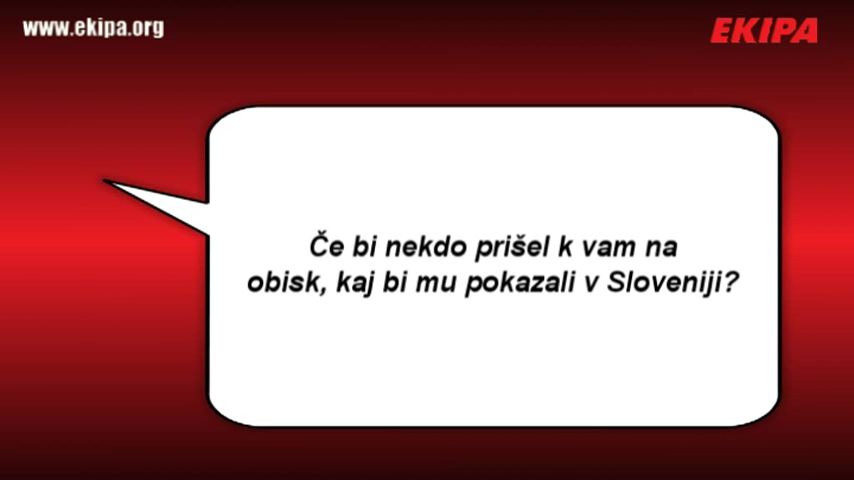 www.ekipa.org
EKIPA
Če bi nekdo prišel k vam na
obisk, kaj bi mu pokazali v Sloveniji?